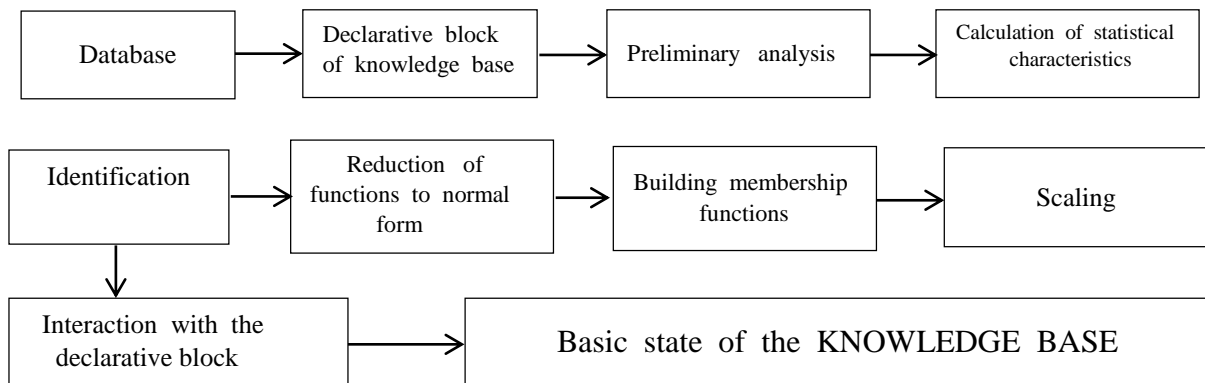 Database
Declarative block
of knowledge base
Preliminary analysis
Calculation of statistical
characteristics
Identification
Reduction of
functions to normal
form
Building membership
functions
Scaling
Interaction with the
declarative block
Basic state of the KNOWLEDGE BASE